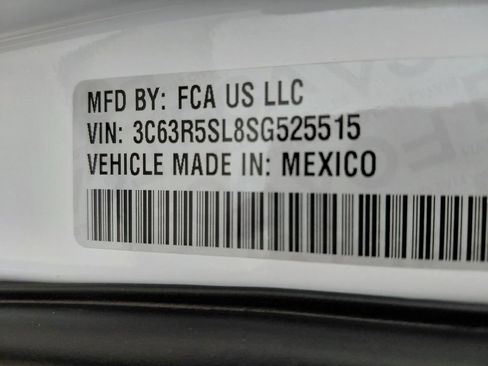 MFD BY: FCA US LLC
VIN: 3C63R5SL8SG525515
VEHICLE MADE IN: MEXICO